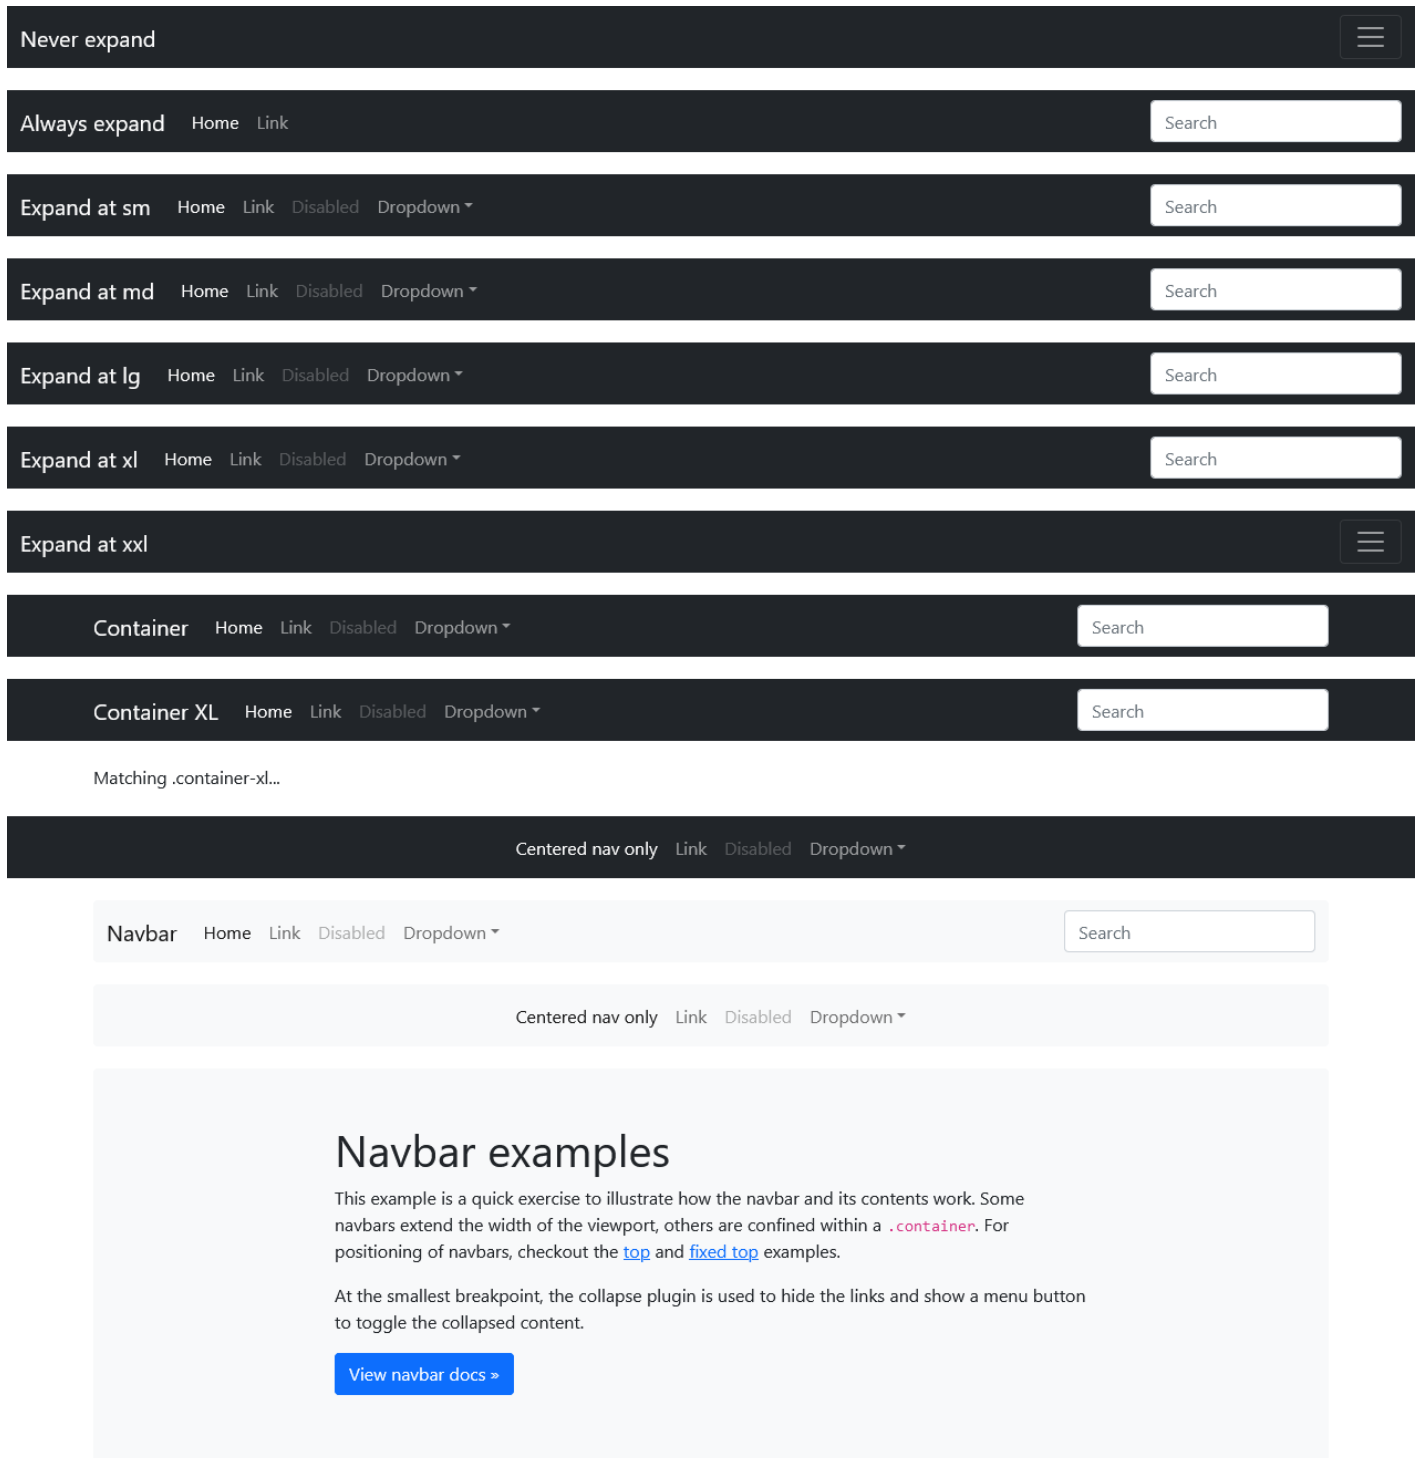 Never expand
Always expand Home Link Search
Expand at sm Home Link Disabled Dropdown Search
Expand at md Home Link Disabled Dropdown Search
Expand at lg Home Link Disabled Dropdown Search
Expand at xl Home Link Disabled Dropdown Search
Expand at xxl
Container Home Link Disabled Dropdown Search
Container XL Home Link Disabled Dropdown Search
Matching .container-xl...
Centered nav only Link Disabled Dropdown
Navbar Home Link Disabled Dropdown Search
Centered nav only Link Disabled Dropdown
Navbar examples
This example is a quick exercise to illustrate how the navbar and its contents work. Some
navbars extend the width of the viewport, others are confined within a .container. For
positioning of navbars, checkout the top and fixed top examples.
At the smallest breakpoint, the collapse plugin is used to hide the links and show a menu button
to toggle the collapsed content.
View navbar docs »